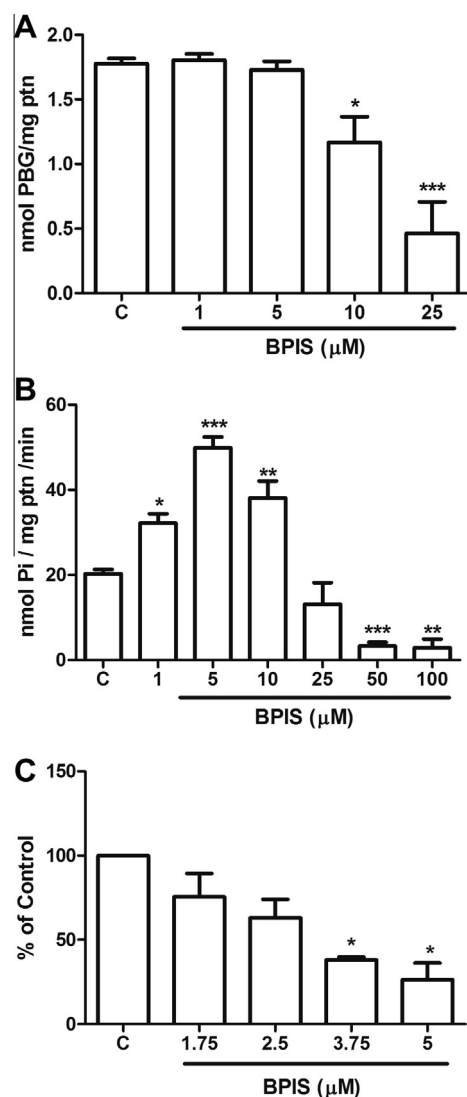 A
nmol PBG/mg ptn
2.0
1.5
1.0
0.5
0.0
*
***
C 1 5 10 25
BPIS (μM)
B
nmol Pi / mg ptn /min
60
40
20
0
*
***
**
***
**
C 1 5 10 25 50 100
BPIS (μM)
C
% of Control
150
100
50
0
*
*
C 1.75 2.5 3.75 5
BPIS (μM)